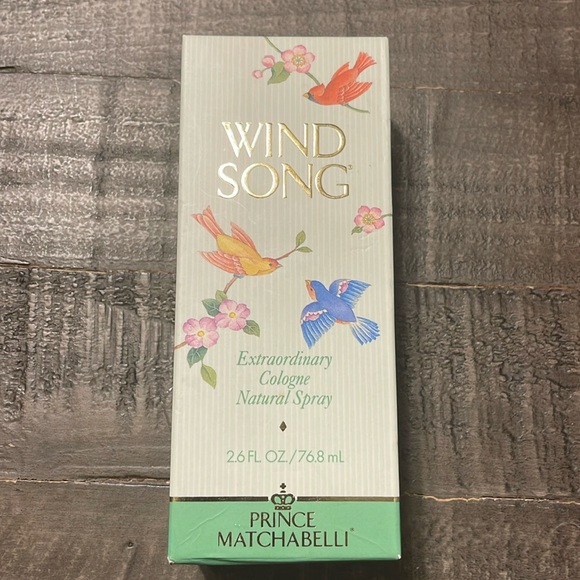 WIND
SONG®
Extraordinary
Cologne
Natural Spray
2.6 FL. OZ./76.8 mL
PRINCE
MATCHABELLI®